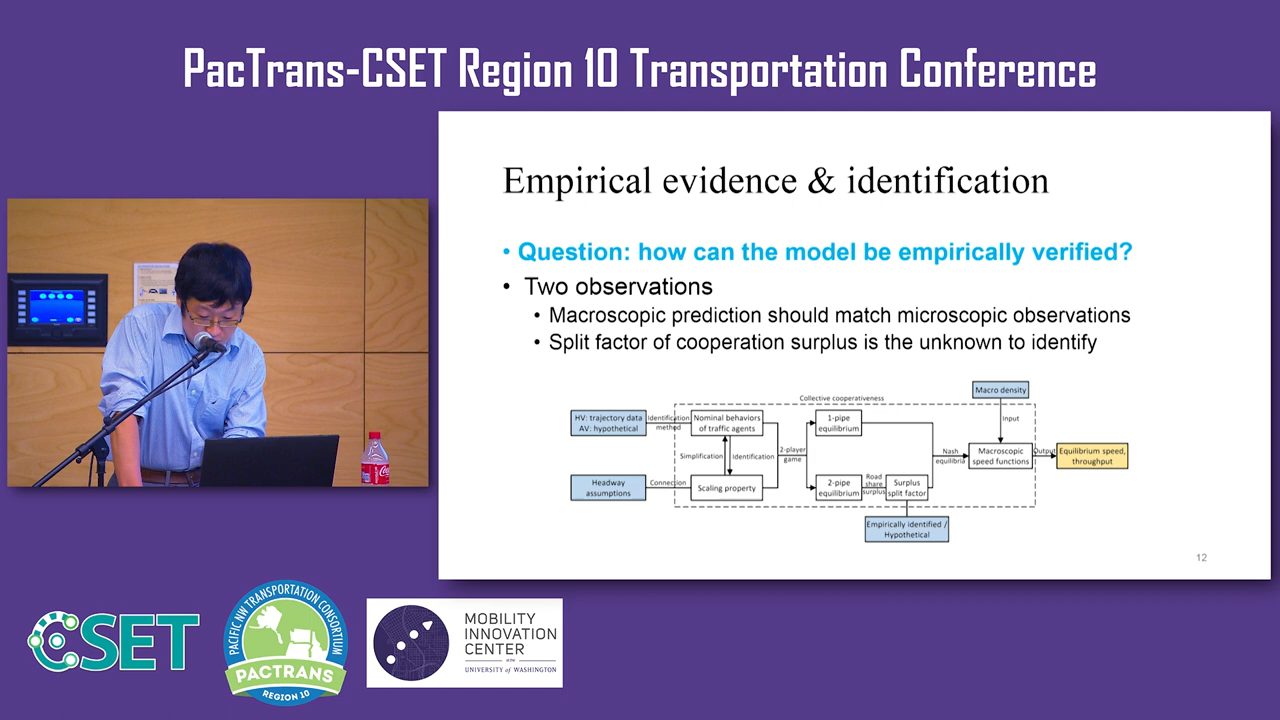 PacTrans-CSET Region 10 Transportation Conference
Empirical evidence & identification
• Question: how can the model be empirically verified?
• Two observations
• Macroscopic prediction should match microscopic observations
• Split factor of cooperation surplus is the unknown to identify
Macro density
Collective cooperativeness
HV: trajectory data
AV: hypothetical
Identification
method
Nominal behaviors
of traffic agents
1-pipe
equilibrium
Input
Simplification
Identification
2-player
game
Nash
equilibria
Macroscopic
speed functions
Output
Equilibrium speed,
throughput
Headway
assumptions
Connection
Scaling property
2-pipe
equilibrium
Road
share
surplus
Surplus
split factor
Empirically identified /
Hypothetical
12
CSET
PACIFIC NW TRANSPORTATION CONSORTIUM
PACTRANS
REGION 10
MOBILITY
INNOVATION
CENTER
UNIVERSITY of WASHINGTON